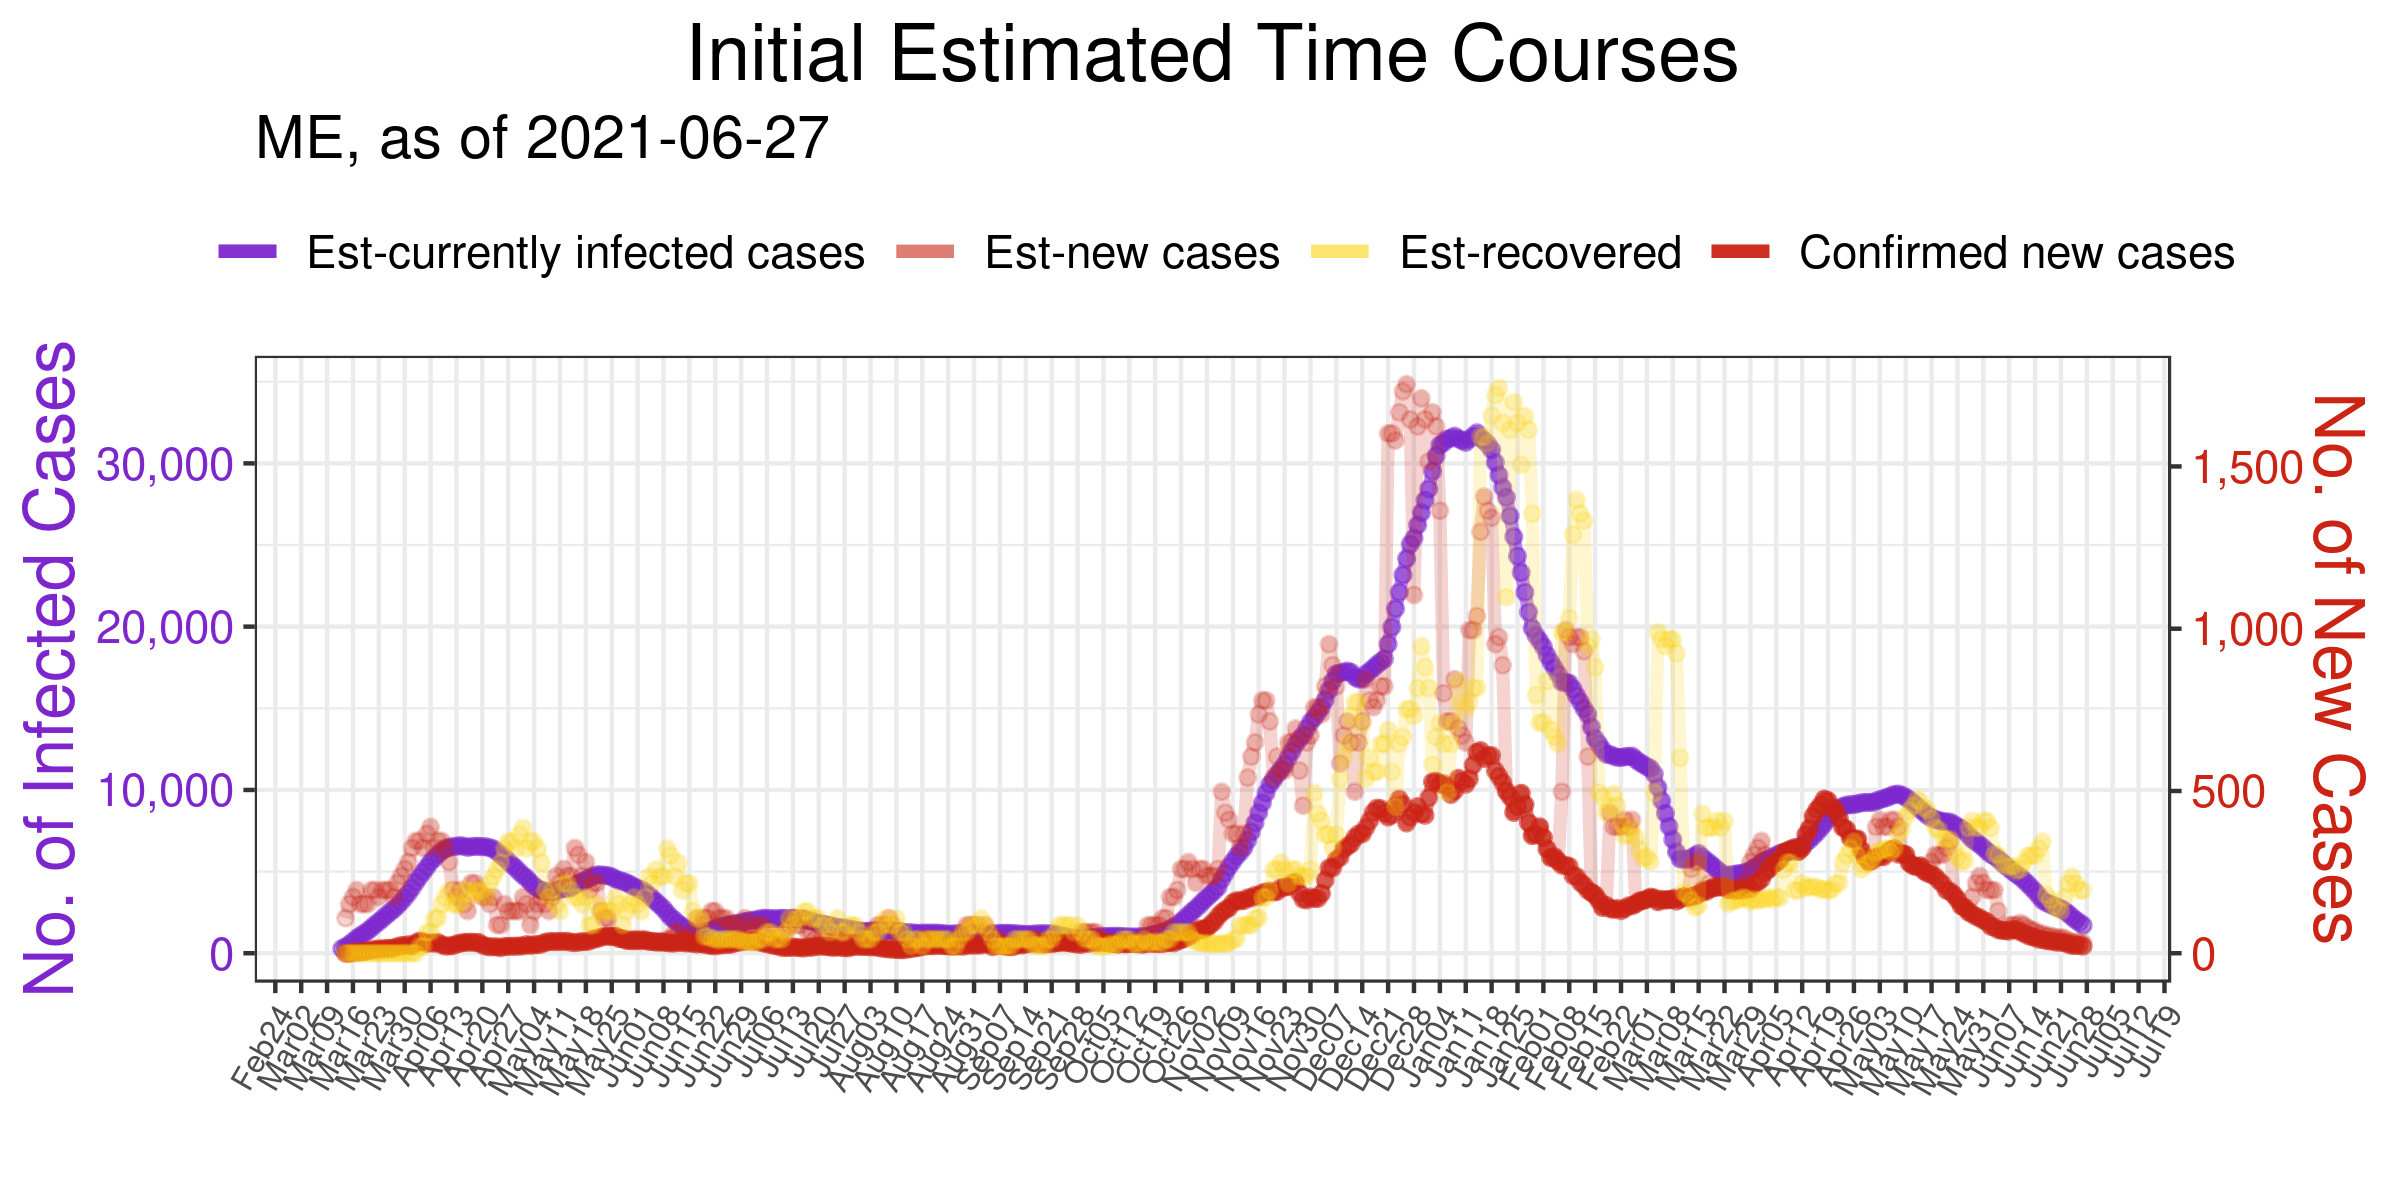 Initial Estimated Time Courses
ME, as of 2021-06-27
Est-currently infected cases
Est-new cases
Est-recovered
Confirmed new cases
No. of Infected Cases
30,000
20,000
10,000
0
No. of New Cases
1,500
1,000
500
0
Feb24
Mar02
Mar09
Mar16
Mar23
Mar30
Apr06
Apr13
Apr20
Apr27
May04
May11
May18
May25
Jun01
Jun08
Jun15
Jun22
Jun29
Jul06
Jul13
Jul20
Jul27
Aug03
Aug10
Aug17
Aug24
Aug31
Sep07
Sep14
Sep21
Sep28
Oct05
Oct12
Oct19
Oct26
Nov02
Nov09
Nov16
Nov23
Nov30
Dec07
Dec14
Dec21
Dec28
Jan04
Jan11
Jan18
Jan25
Feb01
Feb08
Feb15
Feb22
Mar01
Mar08
Mar15
Mar22
Mar29
Apr05
Apr12
Apr19
Apr26
May03
May10
May17
May24
May31
Jun07
Jun14
Jun21
Jun28
Jul05
Jul12
Jul19